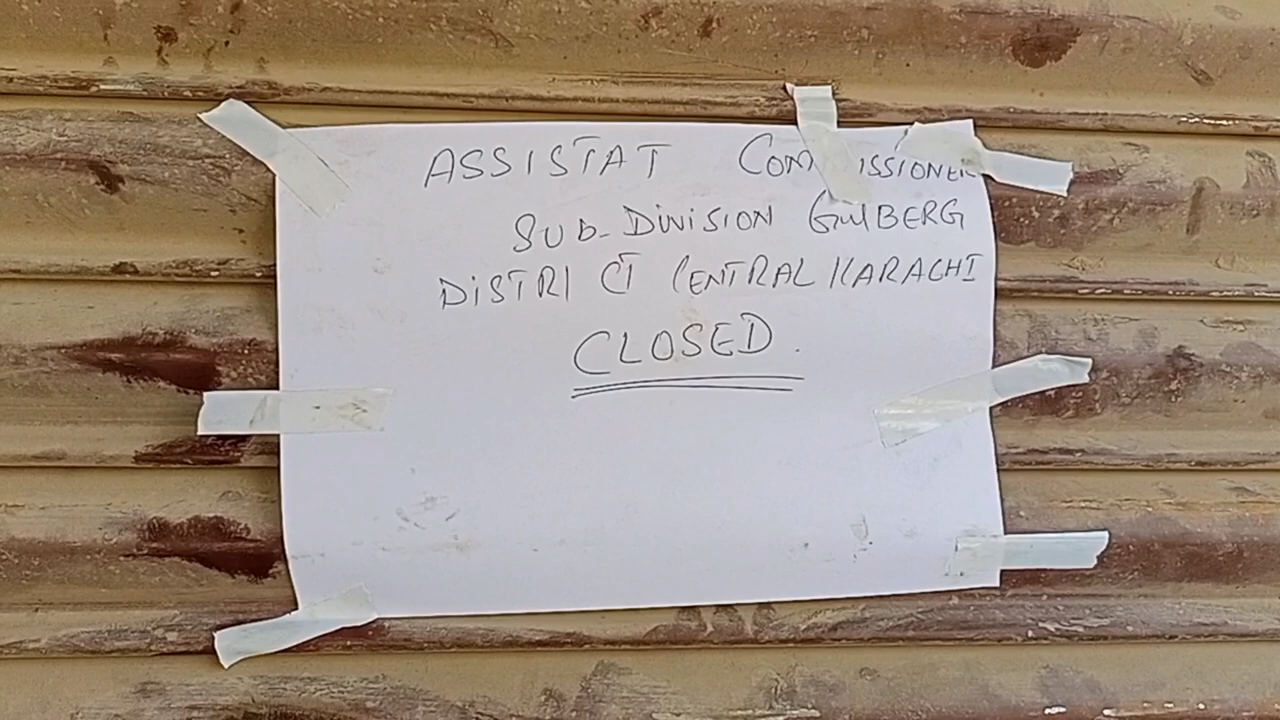 ASSISTAT COMMISSIONER
SUB-DIVISION GULBERG
DISTRICT CENTRAL KARACHI
CLOSED.